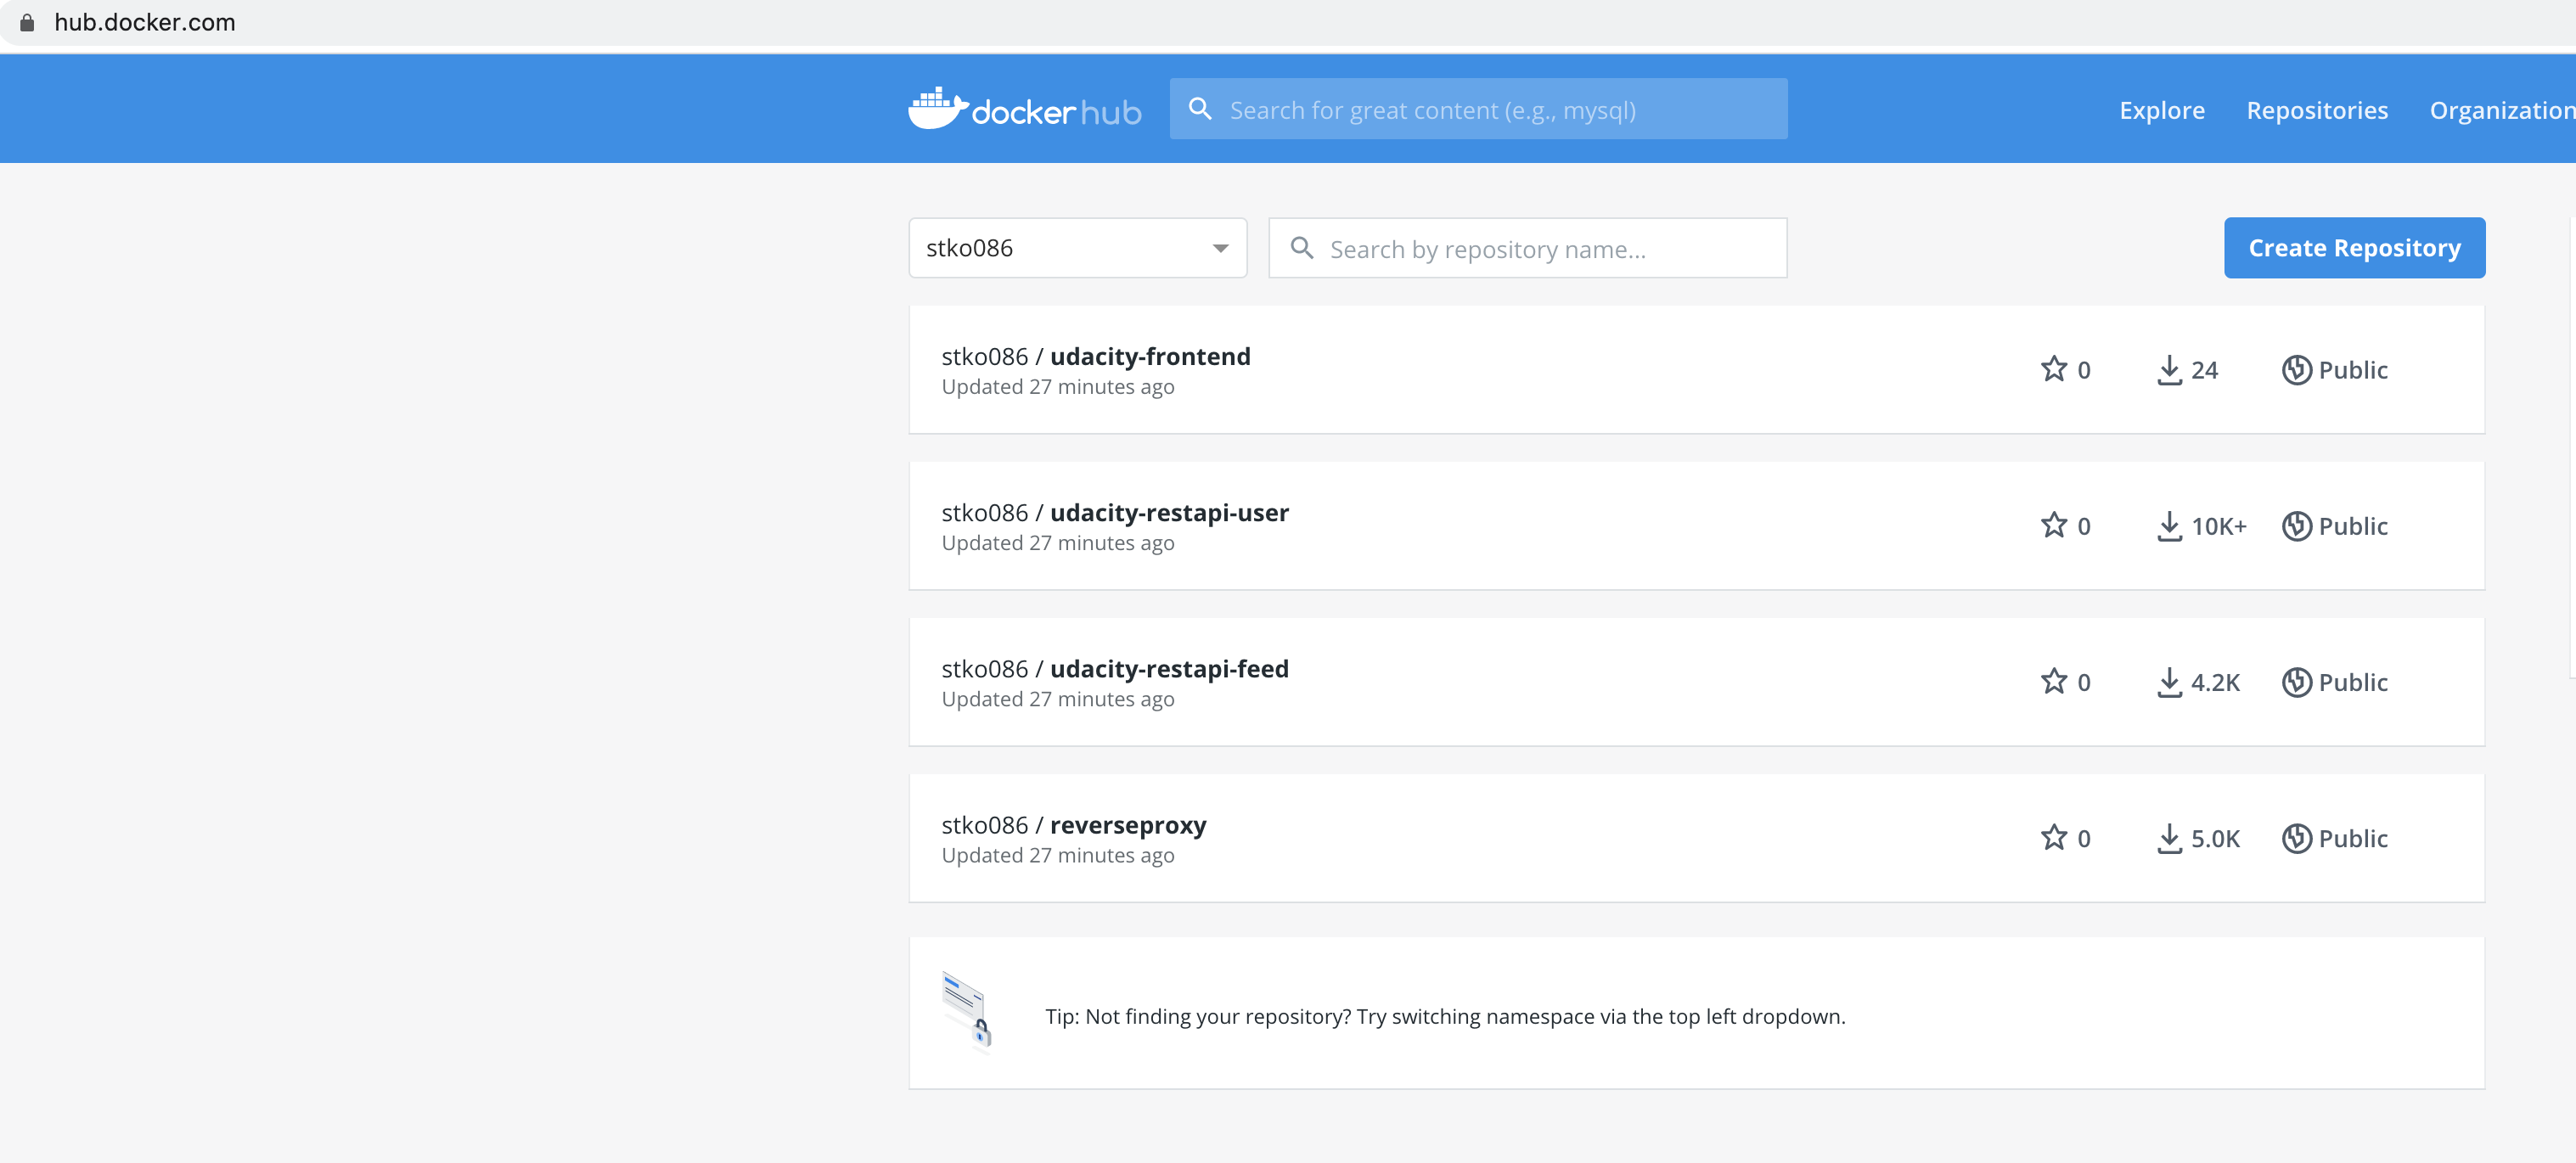 hub.docker.com
docker hub
Search for great content (e.g., mysql)
Explore Repositories Organization
stko086
Search by repository name...
Create Repository
stko086 / udacity-frontend
Updated 27 minutes ago
0
24
Public
stko086 / udacity-restapi-user
Updated 27 minutes ago
0
10K+
Public
stko086 / udacity-restapi-feed
Updated 27 minutes ago
0
4.2K
Public
stko086 / reverseproxy
Updated 27 minutes ago
0
5.0K
Public
Tip: Not finding your repository? Try switching namespace via the top left dropdown.